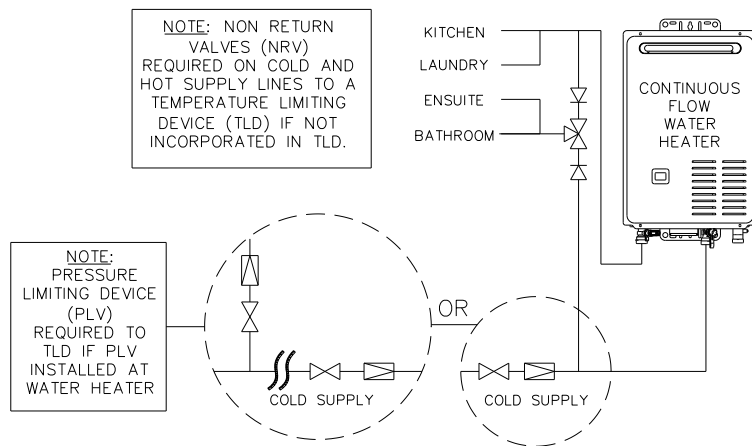 NOTE: NON RETURN
VALVES (NRV)
REQUIRED ON COLD AND
HOT SUPPLY LINES TO A
TEMPERATURE LIMITING
DEVICE (TLD) IF NOT
INCORPORATED IN TLD.
KITCHEN
LAUNDRY
ENSUITE
BATHROOM
CONTINUOUS
FLOW
WATER
HEATER
NOTE:
PRESSURE
LIMITING DEVICE
(PLV)
REQUIRED TO
TLD IF PLV
INSTALLED AT
WATER HEATER
OR
COLD SUPPLY
COLD SUPPLY